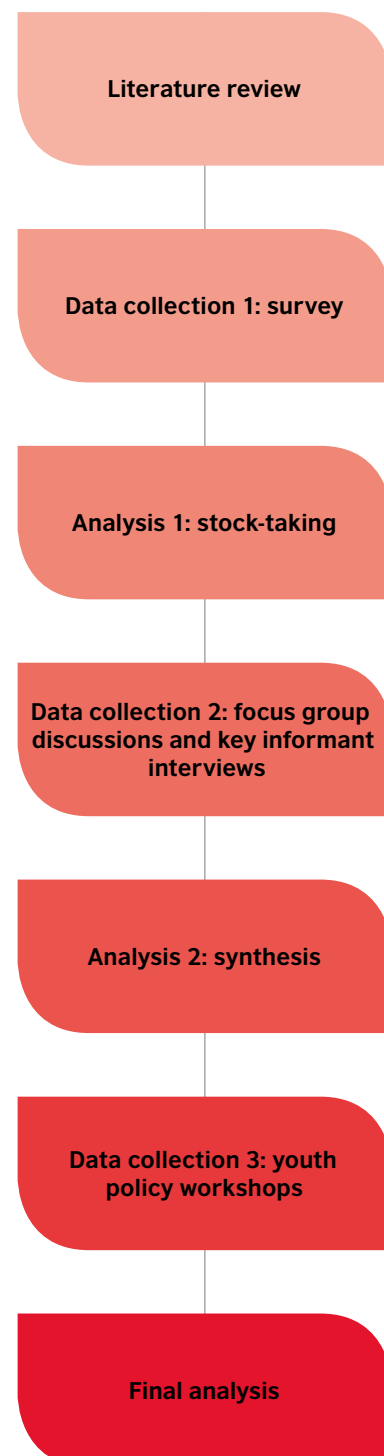 Literature review
Data collection 1: survey
Analysis 1: stock-taking
Data collection 2: focus group
discussions and key informant
interviews
Analysis 2: synthesis
Data collection 3: youth
policy workshops
Final analysis